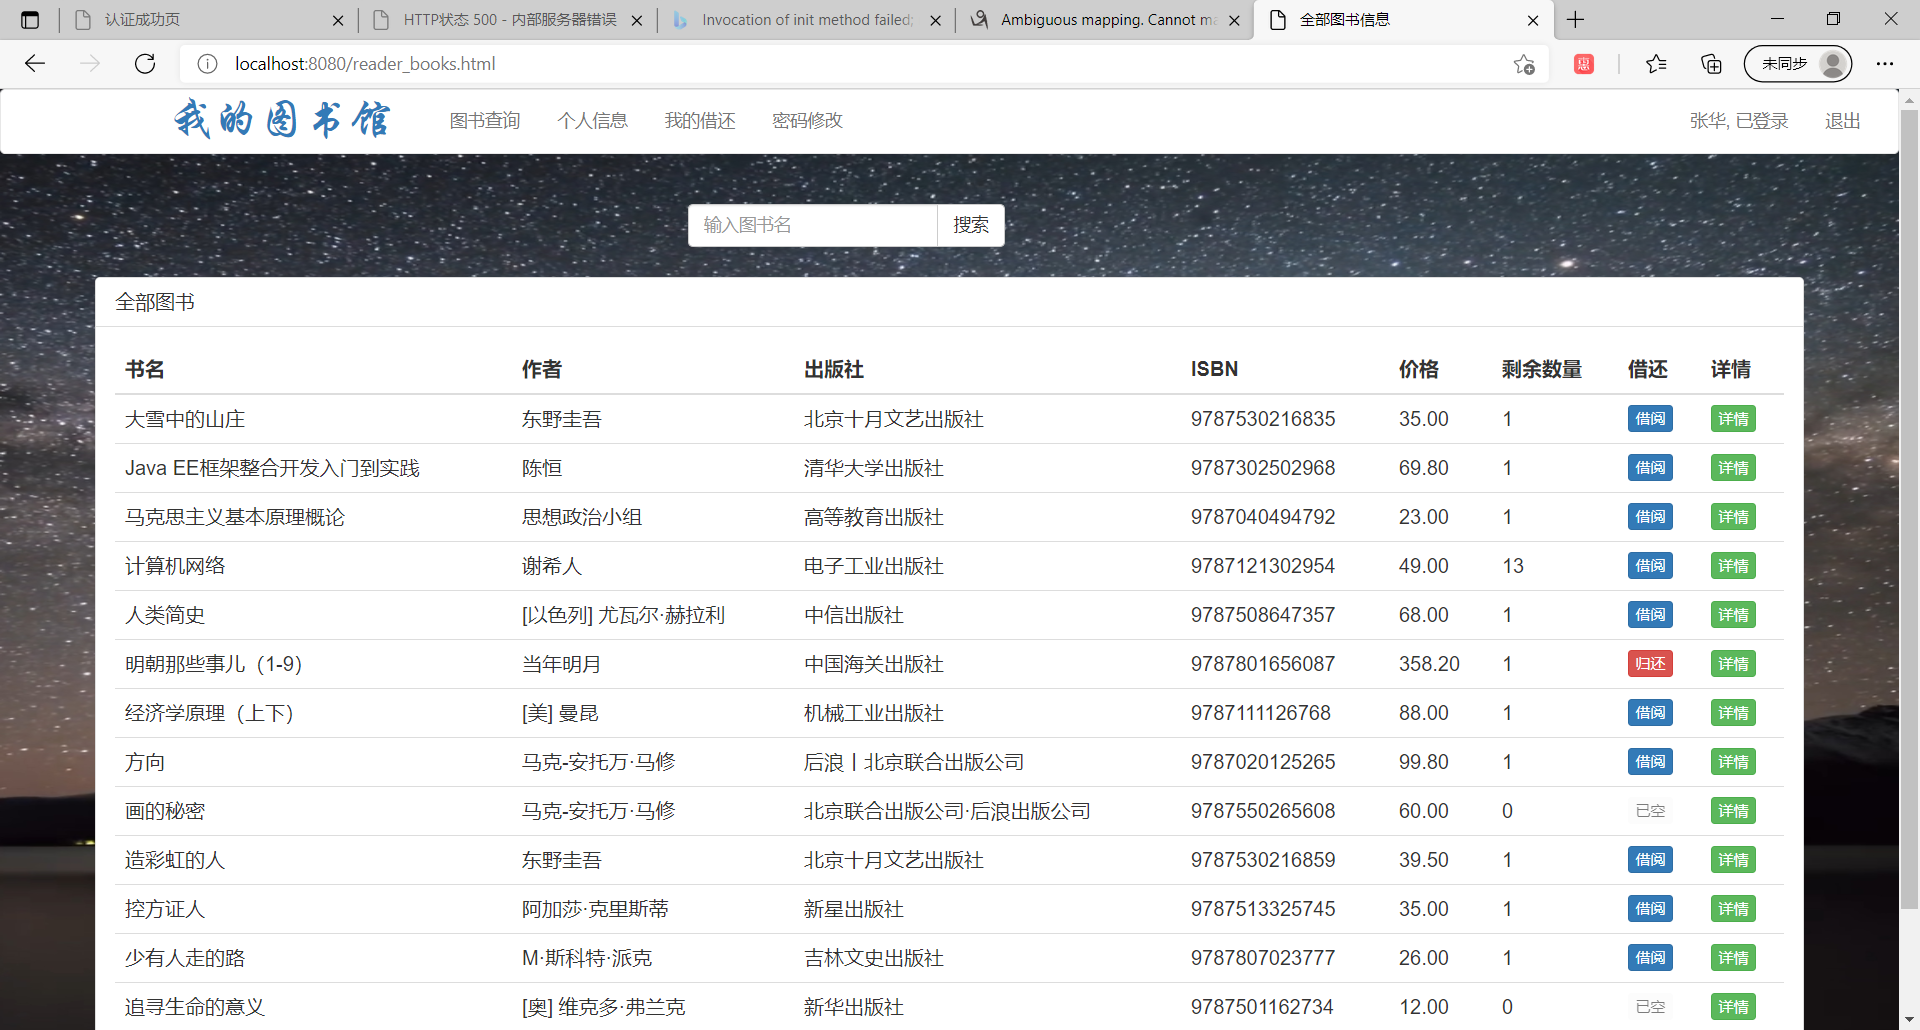 认证成功页
HTTP状态 500 - 内部服务器错误
Invocation of init method failed;
Ambiguous mapping. Cannot ma
全部图书信息
localhost:8080/reader_books.html
惠
未同步
我的图书馆
图书查询 个人信息 我的借还 密码修改
张华, 已登录 退出
输入图书名 搜索
全部图书
书名 作者 出版社 ISBN 价格 剩余数量 借还 详情
大雪中的山庄 东野圭吾 北京十月文艺出版社 9787530216835 35.00 1 借阅 详情
Java EE框架整合开发入门到实践 陈恒 清华大学出版社 9787302502968 69.80 1 借阅 详情
马克思主义基本原理概论 思想政治小组 高等教育出版社 9787040494792 23.00 1 借阅 详情
计算机网络 谢希人 电子工业出版社 9787121302954 49.00 13 借阅 详情
人类简史 [以色列] 尤瓦尔·赫拉利 中信出版社 9787508647357 68.00 1 借阅 详情
明朝那些事儿（1-9） 当年明月 中国海关出版社 9787801656087 358.20 1 归还 详情
经济学原理（上下） [美] 曼昆 机械工业出版社 9787111126768 88.00 1 借阅 详情
方向 马克-安托万·马修 后浪丨北京联合出版公司 9787020125265 99.80 1 借阅 详情
画的秘密 马克-安托万·马修 北京联合出版公司·后浪出版公司 9787550265608 60.00 0 已空 详情
造彩虹的人 东野圭吾 北京十月文艺出版社 9787530216859 39.50 1 借阅 详情
控方证人 阿加莎·克里斯蒂 新星出版社 9787513325745 35.00 1 借阅 详情
少有人走的路 M·斯科特·派克 吉林文史出版社 9787807023777 26.00 1 借阅 详情
追寻生命的意义 [奥] 维克多·弗兰克 新华出版社 9787501162734 12.00 0 已空 详情